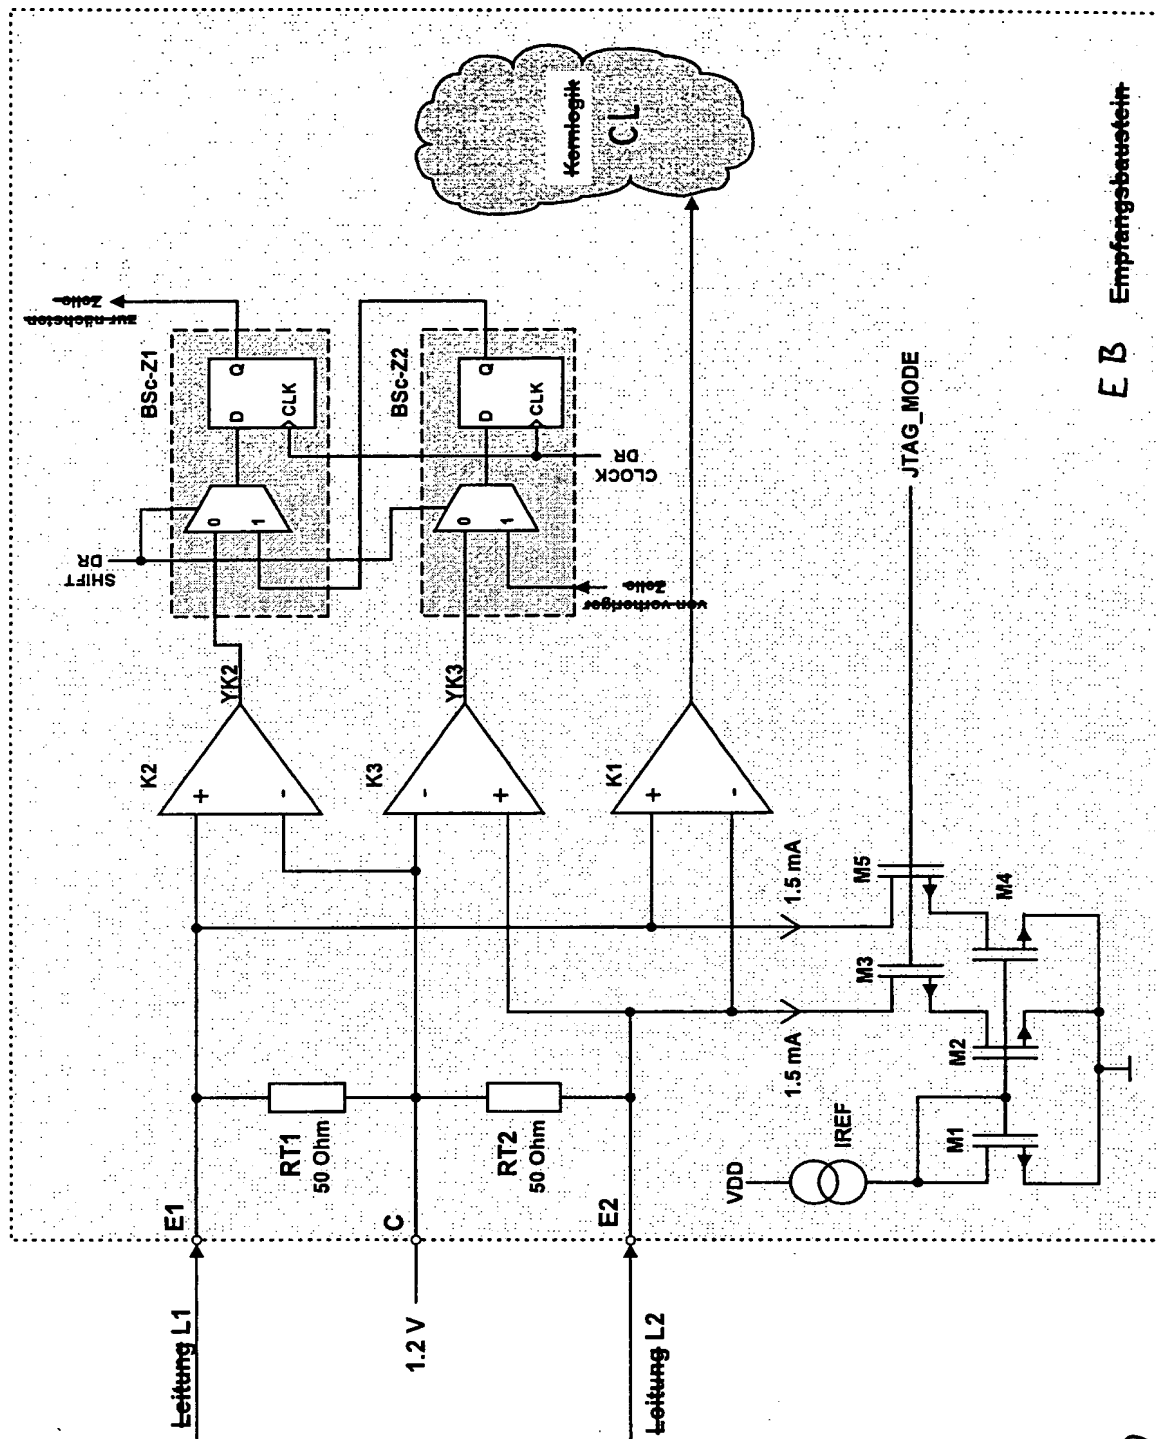 Leitung L1
1.2 V
Leitung L2
E1
C
E2
RT1
50 Ohm
RT2
50 Ohm
VDD
IREF
M1
M2
M3
M4
M5
1.5 mA
1.5 mA
K2
+
-
K3
-
+
K1
+
-
YK2
YK3
SHIFT
DR
CLOCK
DR
von vorheriger
Zelle
zur nächsten
Zelle
BSc-Z1
0
1
D
Q
CLK
BSc-Z2
0
1
D
Q
CLK
JTAG_MODE
Kernlogik
CL
EB Empfangsbaustein